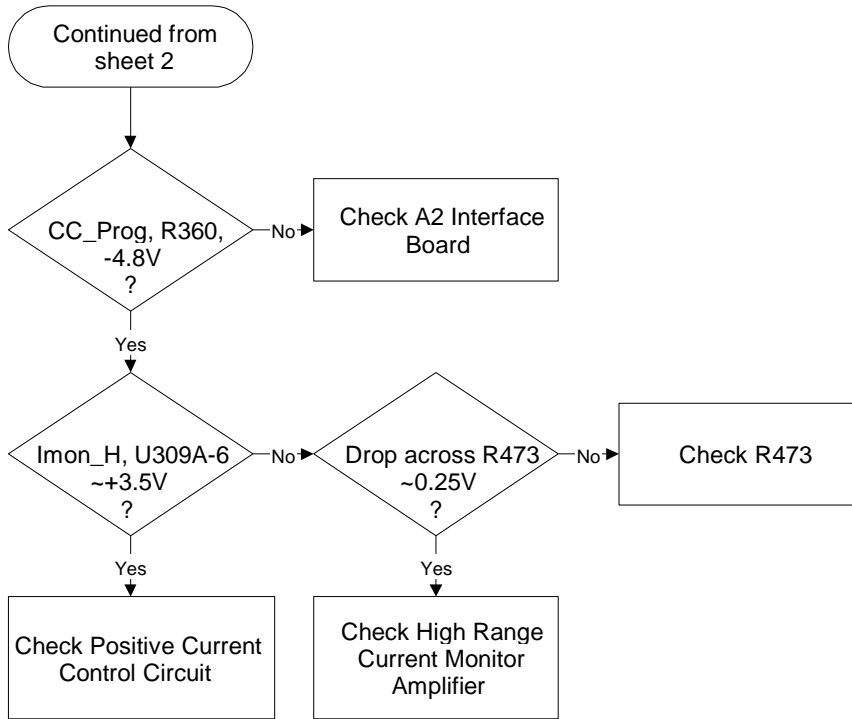 Continued from
sheet 2
CC_Prog, R360,
-4.8V
?
No
Check A2 Interface
Board
Yes
Imon_H, U309A-6
~+3.5V
?
No
Drop across R473
~0.25V
?
No
Check R473
Yes
Yes
Check Positive Current
Control Circuit
Check High Range
Current Monitor
Amplifier